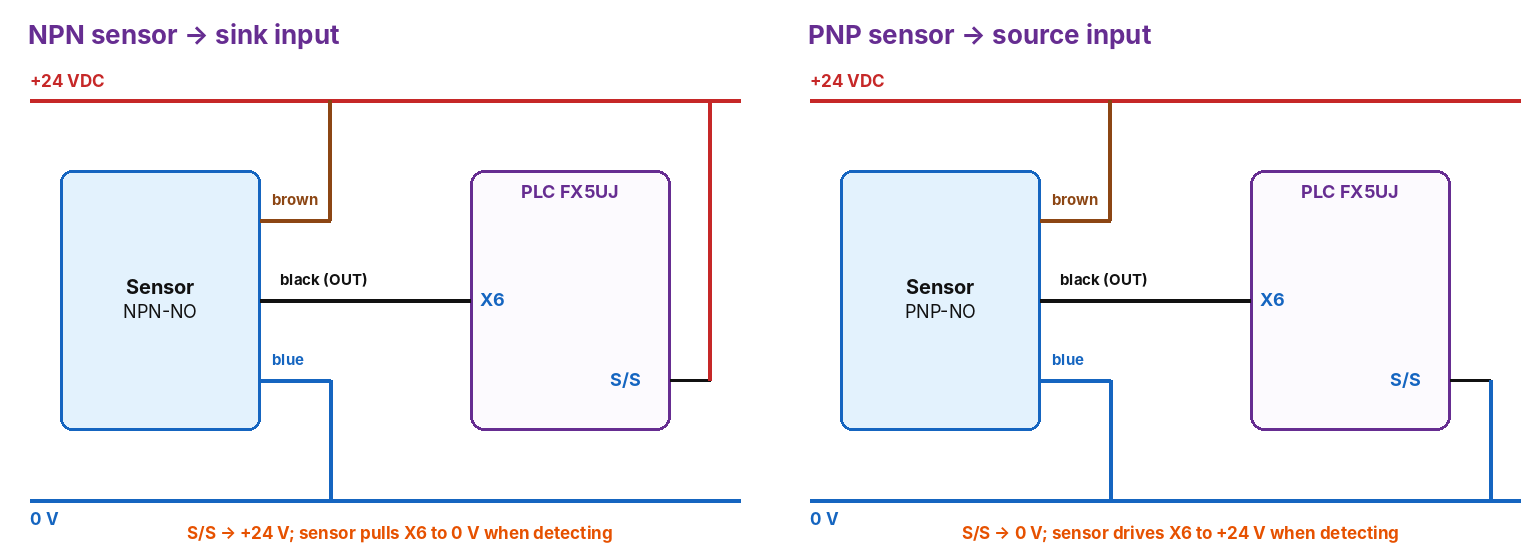 NPN sensor → sink input
+24 VDC
brown
PLC FX5UJ
black (OUT)
Sensor
NPN-NO
X6
blue
S/S
0 V
S/S → +24 V; sensor pulls X6 to 0 V when detecting
PNP sensor → source input
+24 VDC
brown
PLC FX5UJ
black (OUT)
Sensor
PNP-NO
X6
blue
S/S
0 V
S/S → 0 V; sensor drives X6 to +24 V when detecting